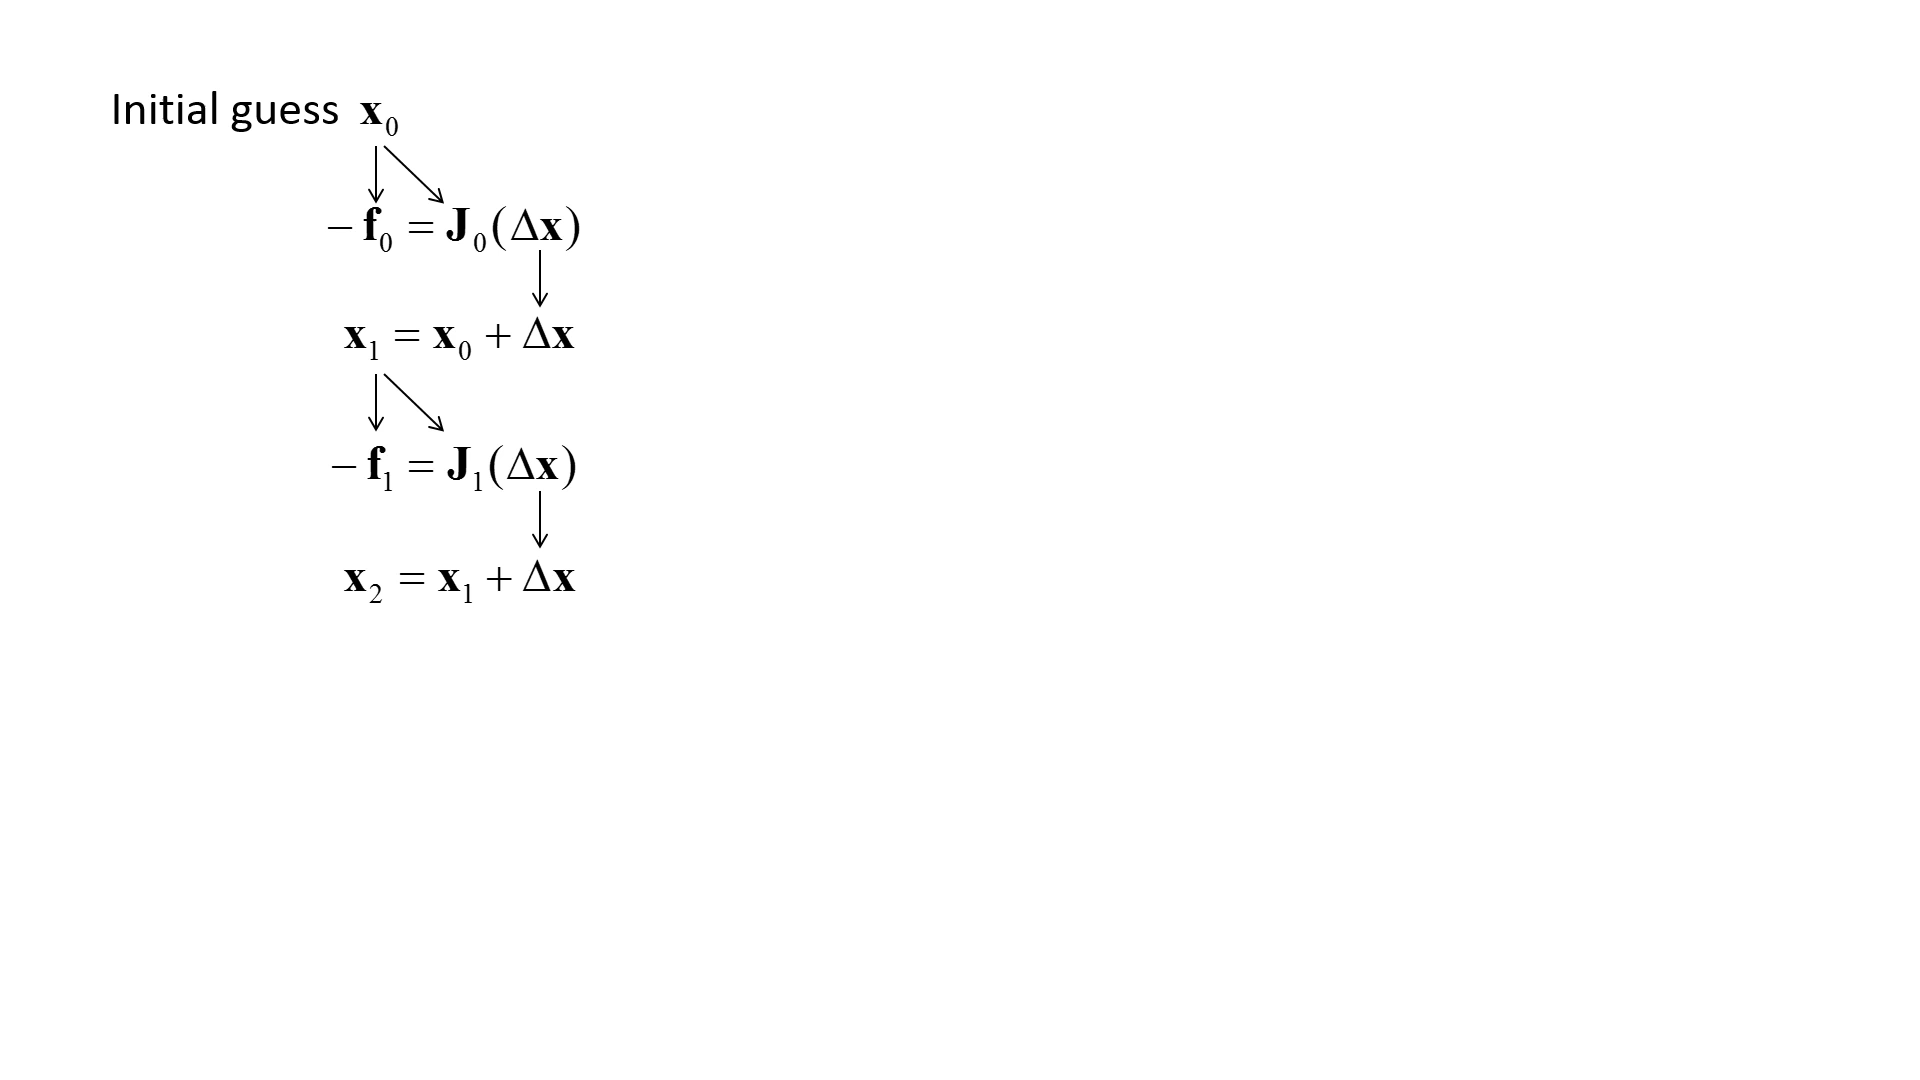 Initial guess x₀
− f₀ = J₀(Δx)
x₁ = x₀ + Δx
− f₁ = J₁(Δx)
x₂ = x₁ + Δx